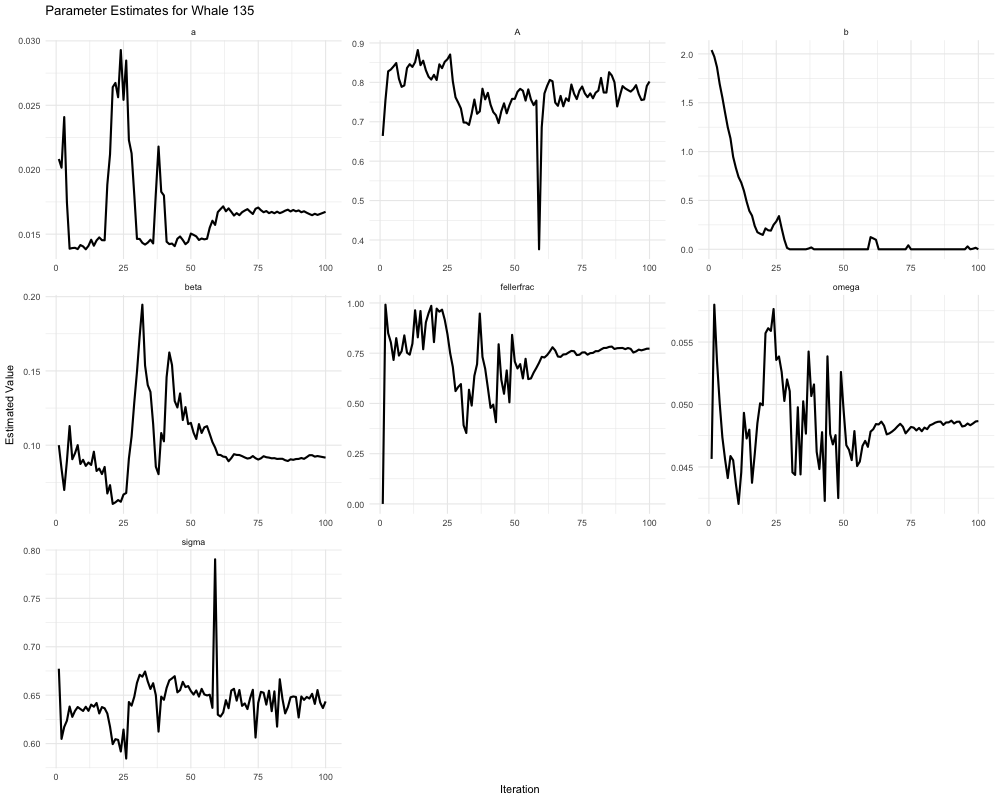 Parameter Estimates for Whale 135
a
A
b
0.030
0.025
0.020
0.015
0 25 50 75 100
0.9
0.8
0.7
0.6
0.5
0.4
0 25 50 75 100
2.0
1.5
1.0
0.5
0.0
0 25 50 75 100
beta
fellerfrac
omega
0.20
0.15
0.10
0 25 50 75 100
1.00
0.75
0.50
0.25
0.00
0 25 50 75 100
0.055
0.050
0.045
0 25 50 75 100
Estimated Value
sigma
0.80
0.75
0.70
0.65
0.60
0 25 50 75 100
Iteration